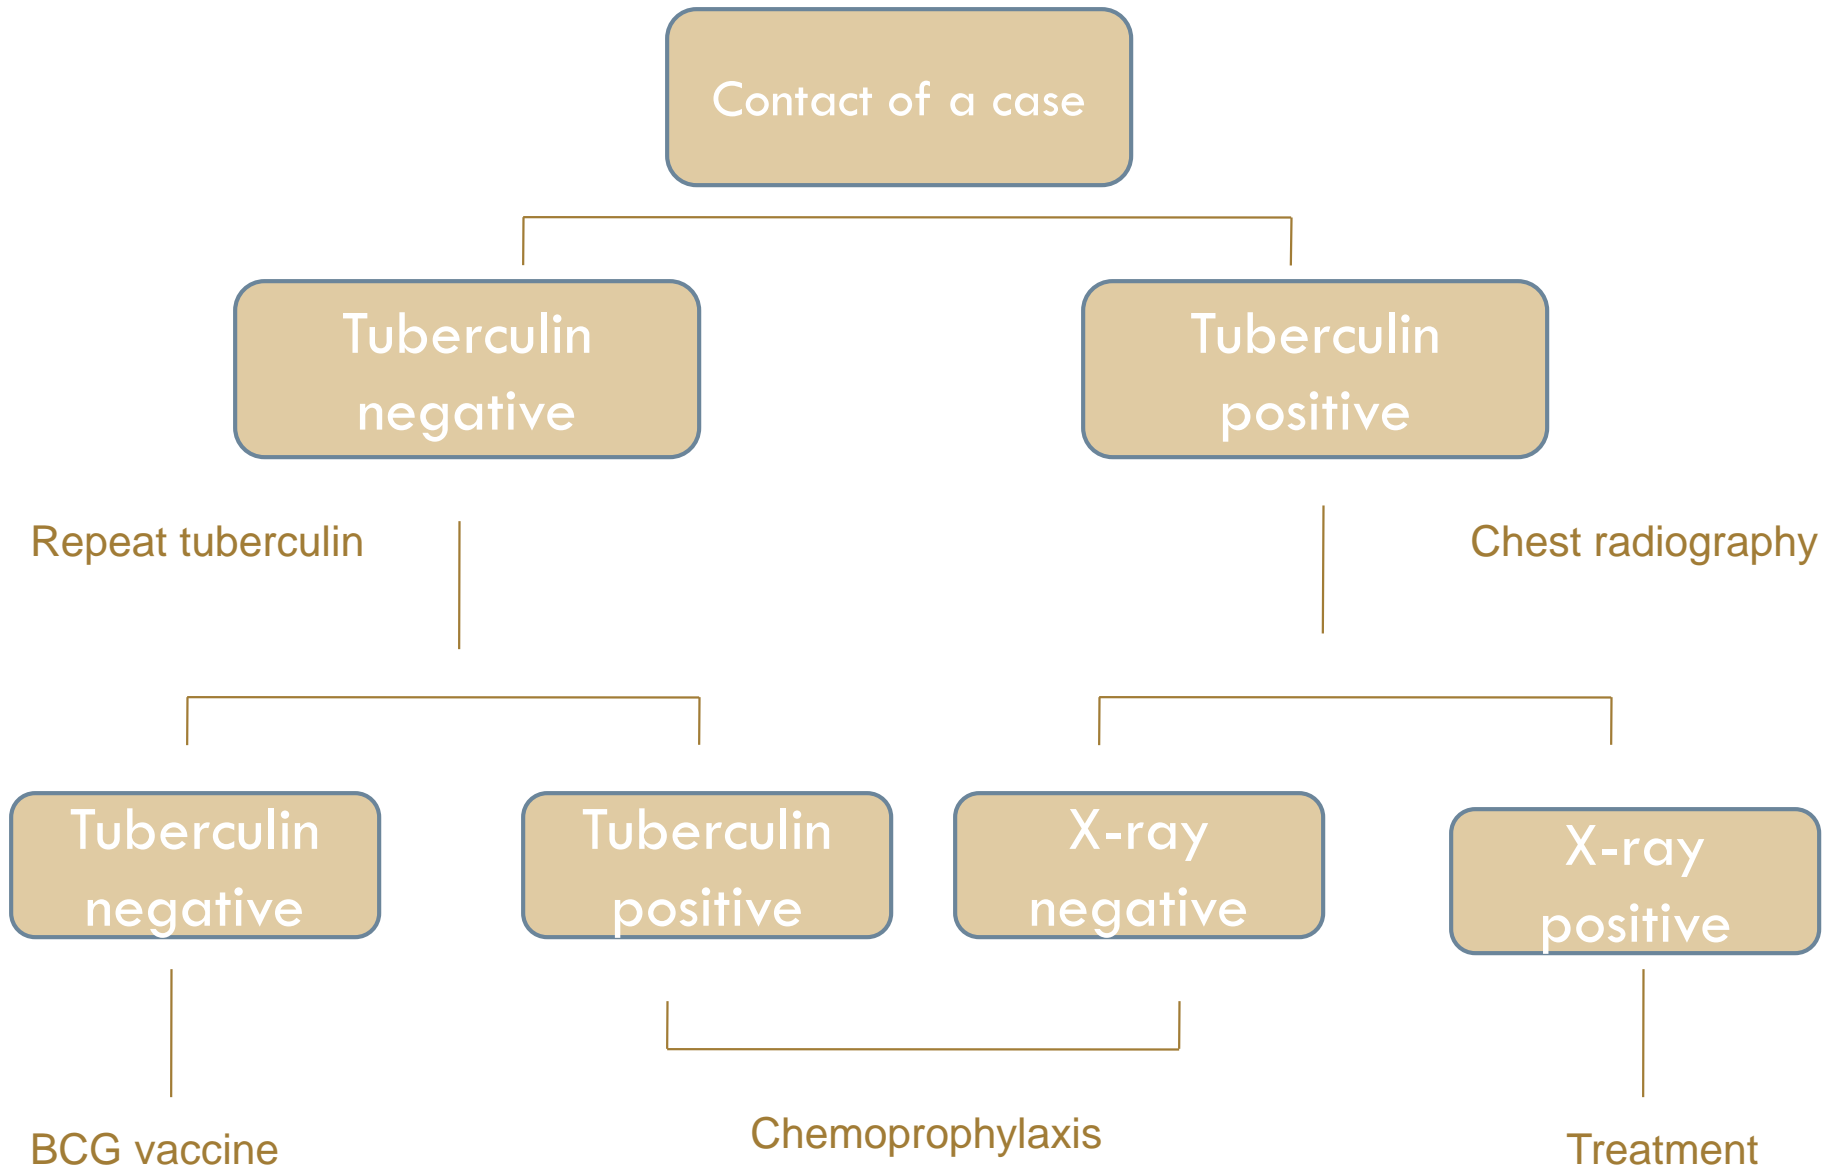 Contact of a case
Tuberculin
negative
Tuberculin
positive
Repeat tuberculin
Chest radiography
Tuberculin
negative
Tuberculin
positive
X-ray
negative
X-ray
positive
BCG vaccine
Chemoprophylaxis
Treatment